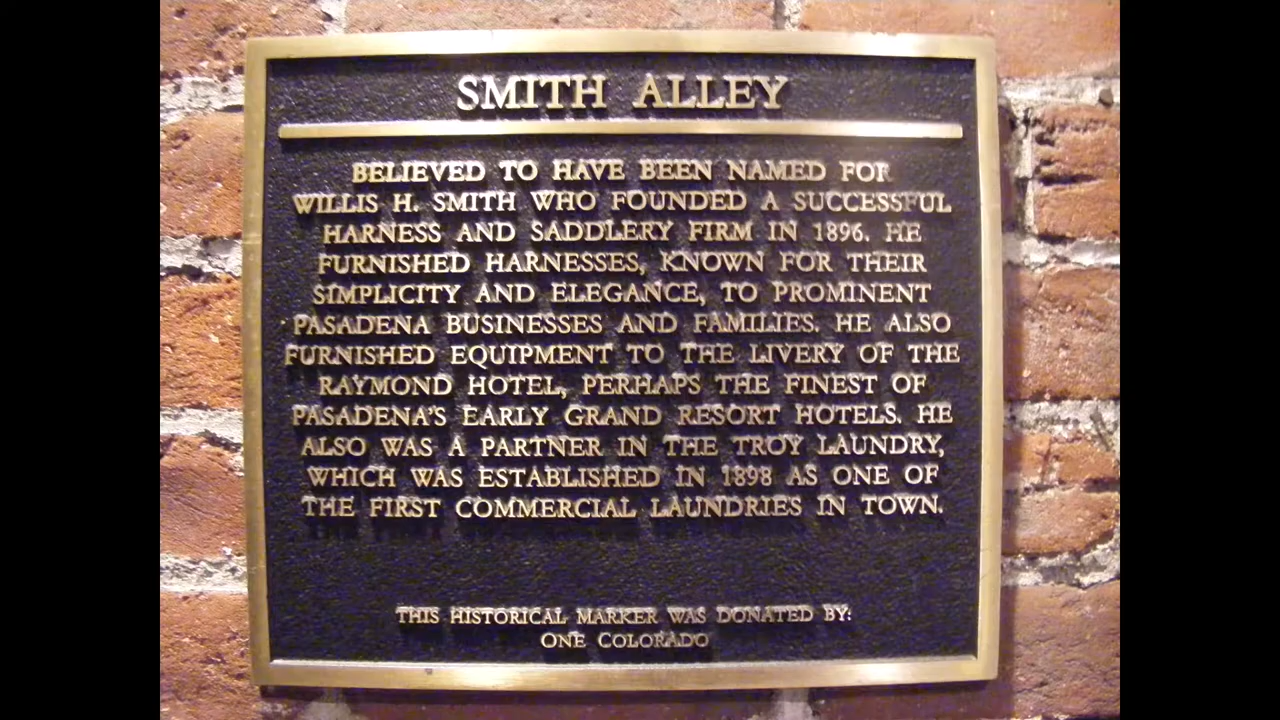 SMITH ALLEY
BELIEVED TO HAVE BEEN NAMED FOR
WILLIS H. SMITH WHO FOUNDED A SUCCESSFUL
HARNESS AND SADDLERY FIRM IN 1896. HE
FURNISHED HARNESSES, KNOWN FOR THEIR
SIMPLICITY AND ELEGANCE, TO PROMINENT
PASADENA BUSINESSES AND FAMILIES. HE ALSO
FURNISHED EQUIPMENT TO THE LIVERY OF THE
RAYMOND HOTEL, PERHAPS THE FINEST OF
PASADENA'S EARLY GRAND RESORT HOTELS. HE
ALSO WAS A PARTNER IN THE TROY LAUNDRY,
WHICH WAS ESTABLISHED IN 1898 AS ONE OF
THE FIRST COMMERCIAL LAUNDRIES IN TOWN.
THIS HISTORICAL MARKER WAS DONATED BY:
ONE COLORADO